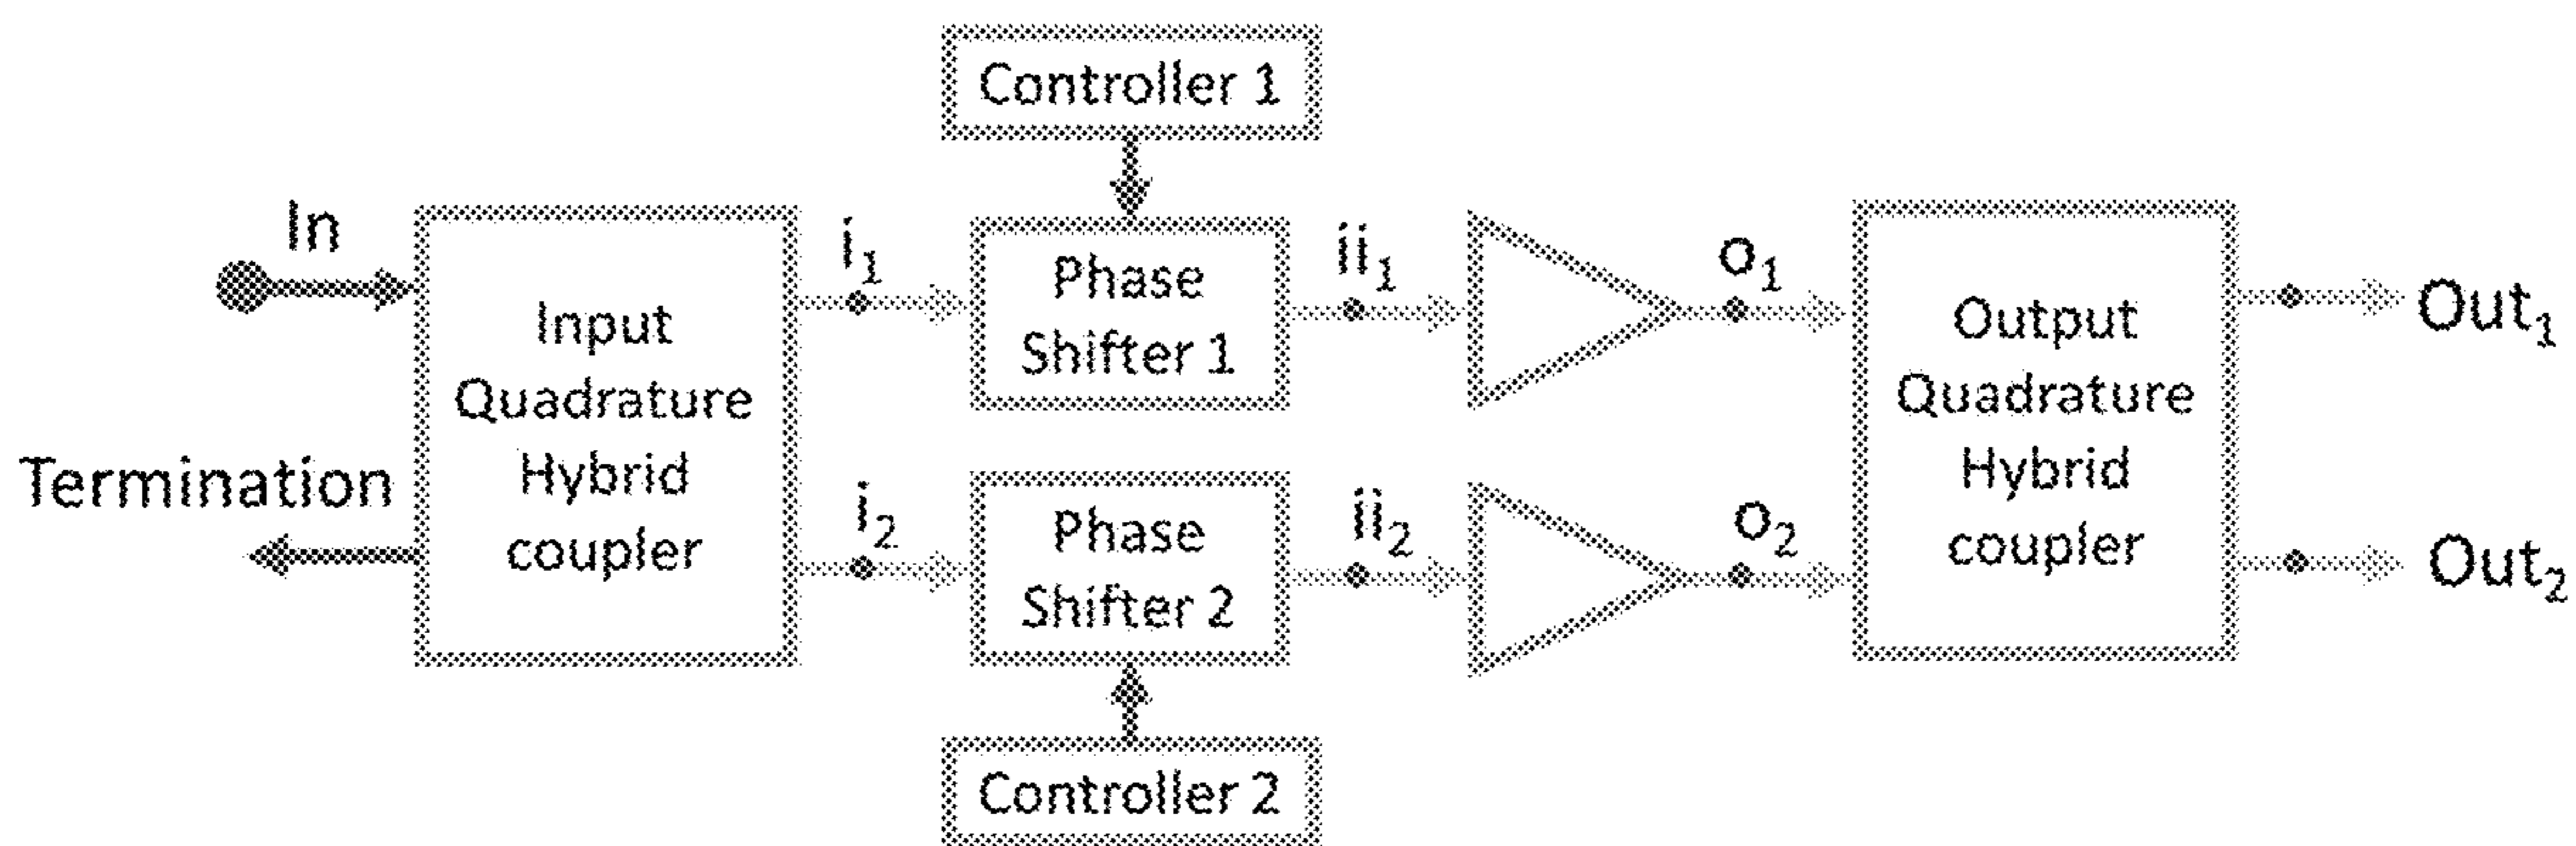 Controller 1
In
Input
Quadrature
Hybrid
coupler
Termination
i₁
Phase
Shifter 1
ii₁
o₁
i₂
Phase
Shifter 2
ii₂
o₂
Output
Quadrature
Hybrid
coupler
Out₁
Out₂
Controller 2